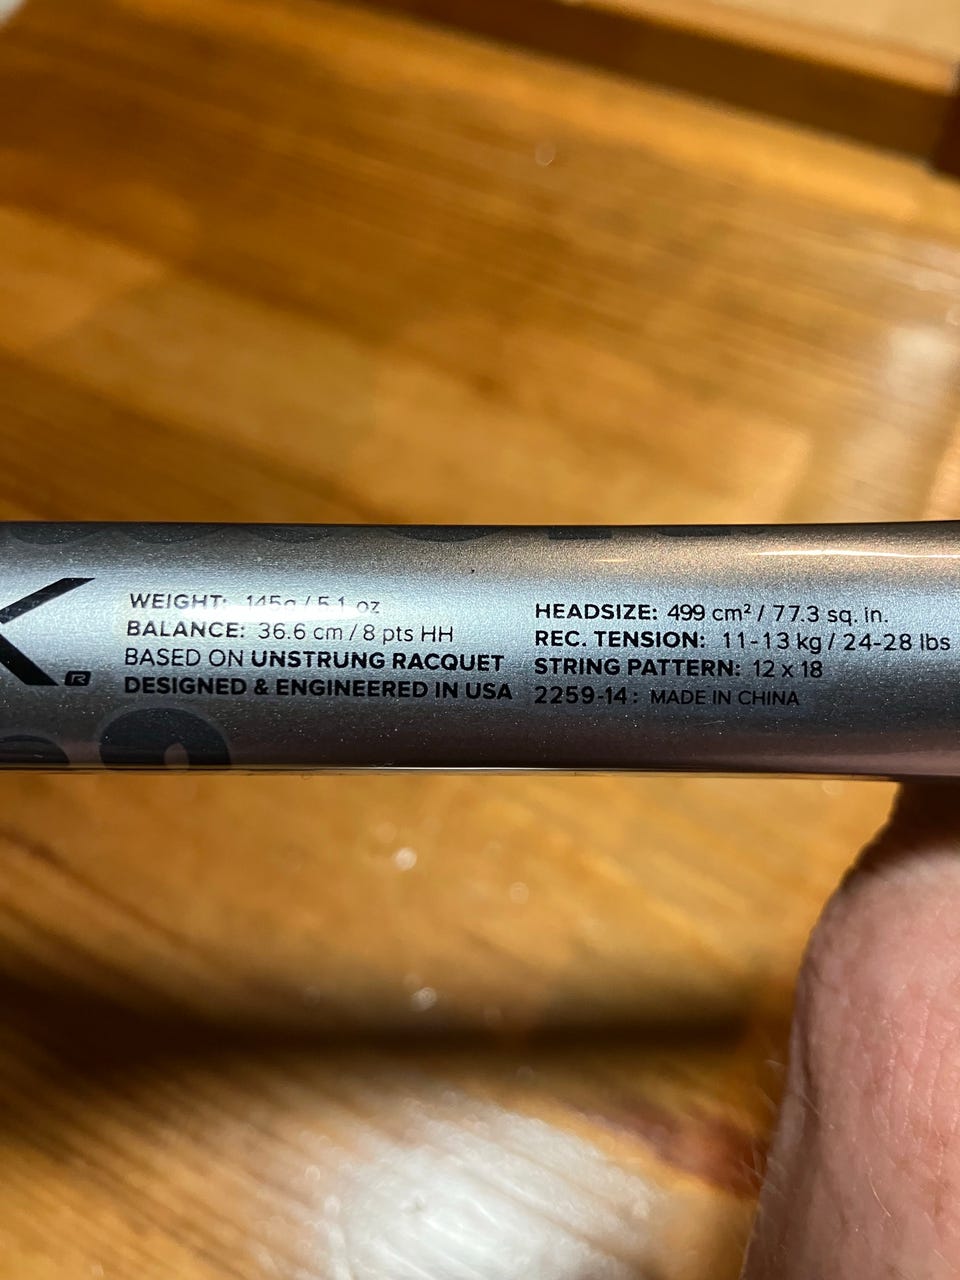 WEIGHT: 145g / 5.1 oz
BALANCE: 36.6 cm / 8 pts HH
BASED ON UNSTRUNG RACQUET
DESIGNED & ENGINEERED IN USA
HEADSIZE: 499 cm² / 77.3 sq. in.
REC. TENSION: 11-13 kg / 24-28 lbs
STRING PATTERN: 12 x 18
2259-14: MADE IN CHINA